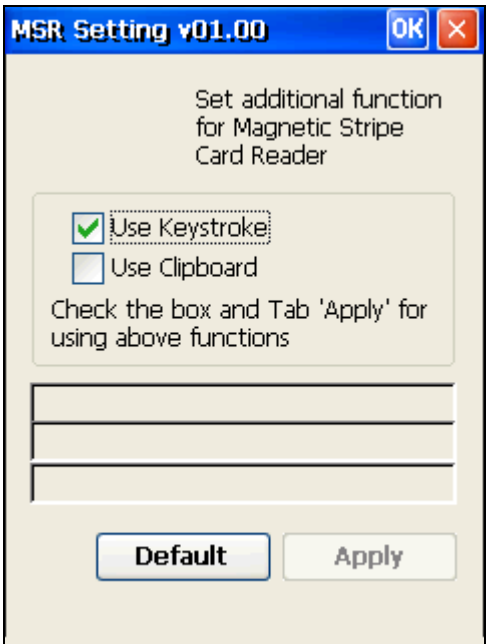 MSR Setting v01.00 OK
Set additional function
for Magnetic Stripe
Card Reader
Use Keystroke
Use Clipboard
Check the box and Tab 'Apply' for
using above functions
Default Apply